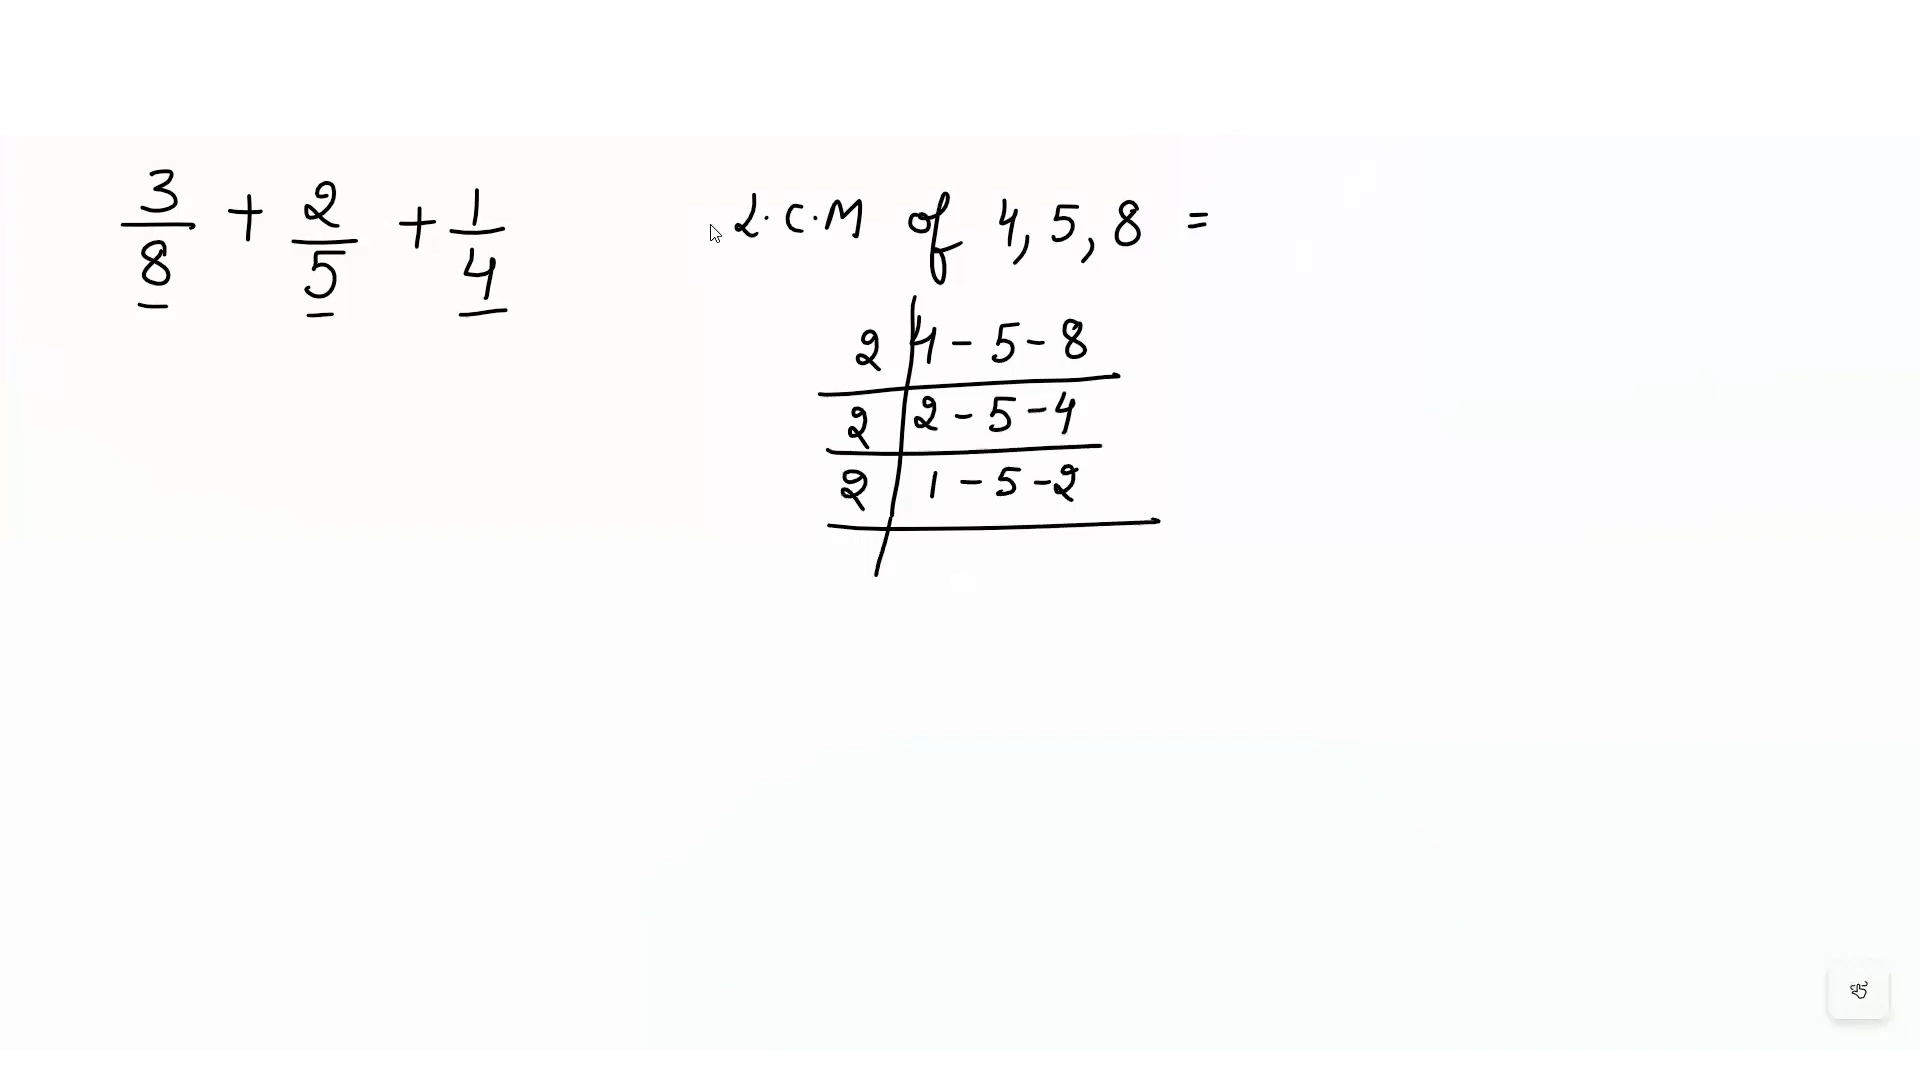 3/8 + 2/5 + 1/4
L.C.M of 4, 5, 8 =
2 | 4 - 5 - 8
2 | 2 - 5 - 4
2 | 1 - 5 - 2